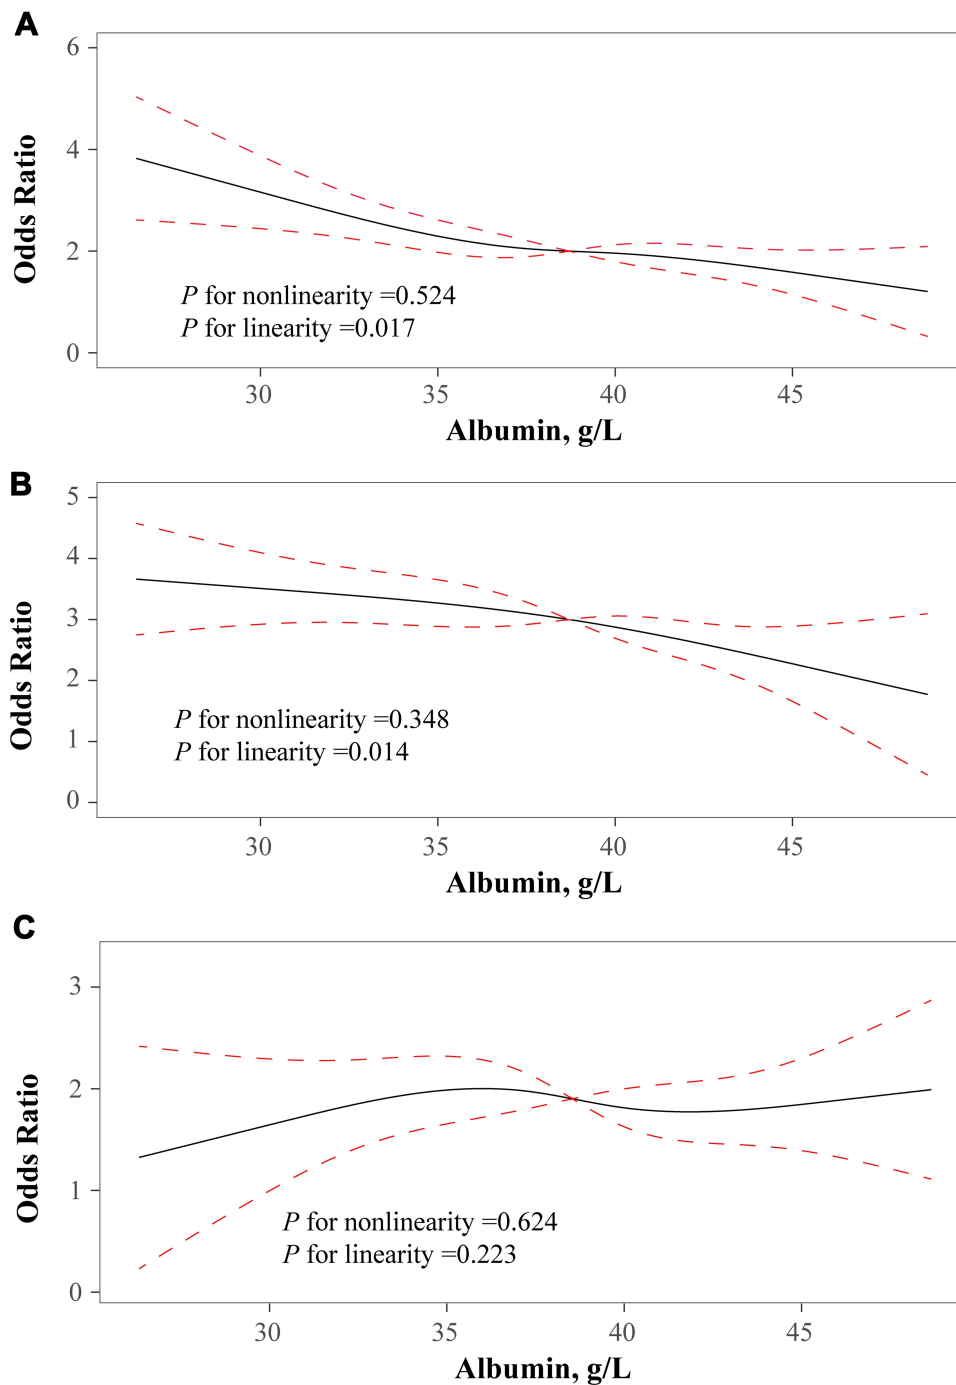 A
Odds Ratio
6
4
2
0
P for nonlinearity =0.524
P for linearity =0.017
30 35 40 45
Albumin, g/L
B
Odds Ratio
5
4
3
2
1
0
P for nonlinearity =0.348
P for linearity =0.014
30 35 40 45
Albumin, g/L
C
Odds Ratio
3
2
1
0
P for nonlinearity =0.624
P for linearity =0.223
30 35 40 45
Albumin, g/L